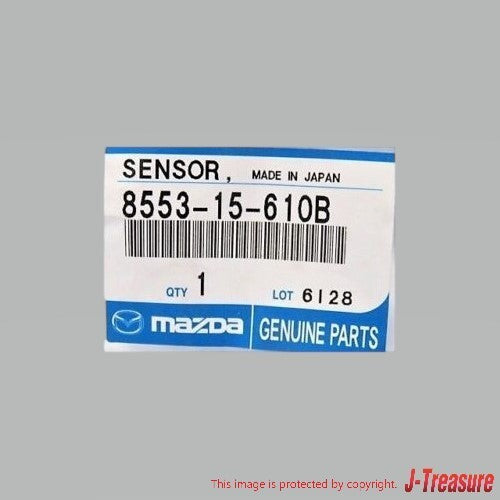 SENSOR, MADE IN JAPAN
8553-15-610B
QTY 1 LOT 6128
mazda GENUINE PARTS
J-Treasure
This image is protected by copyright.